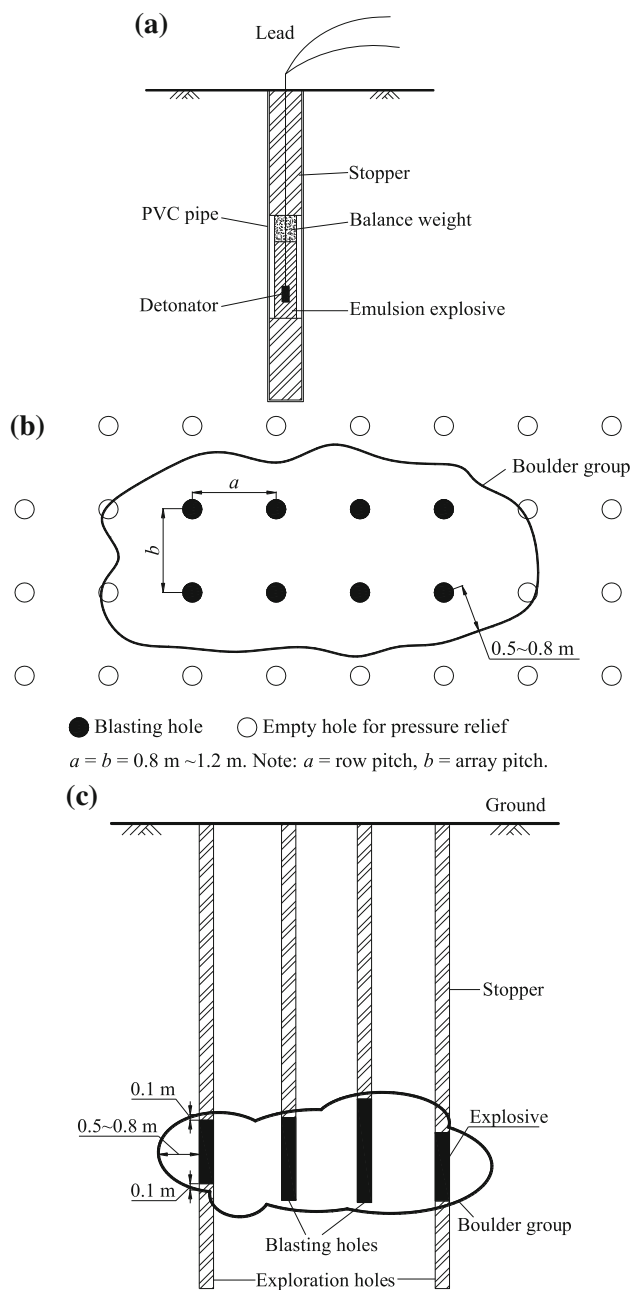 (a)
Lead
Stopper
PVC pipe
Balance weight
Detonator
Emulsion explosive
(b)
Boulder group
a
b
0.5~0.8 m
Blasting hole
Empty hole for pressure relief
a = b = 0.8 m ~1.2 m. Note: a = row pitch, b = array pitch.
(c)
Ground
Stopper
0.1 m
Explosive
0.5~0.8 m
0.1 m
Boulder group
Blasting holes
Exploration holes